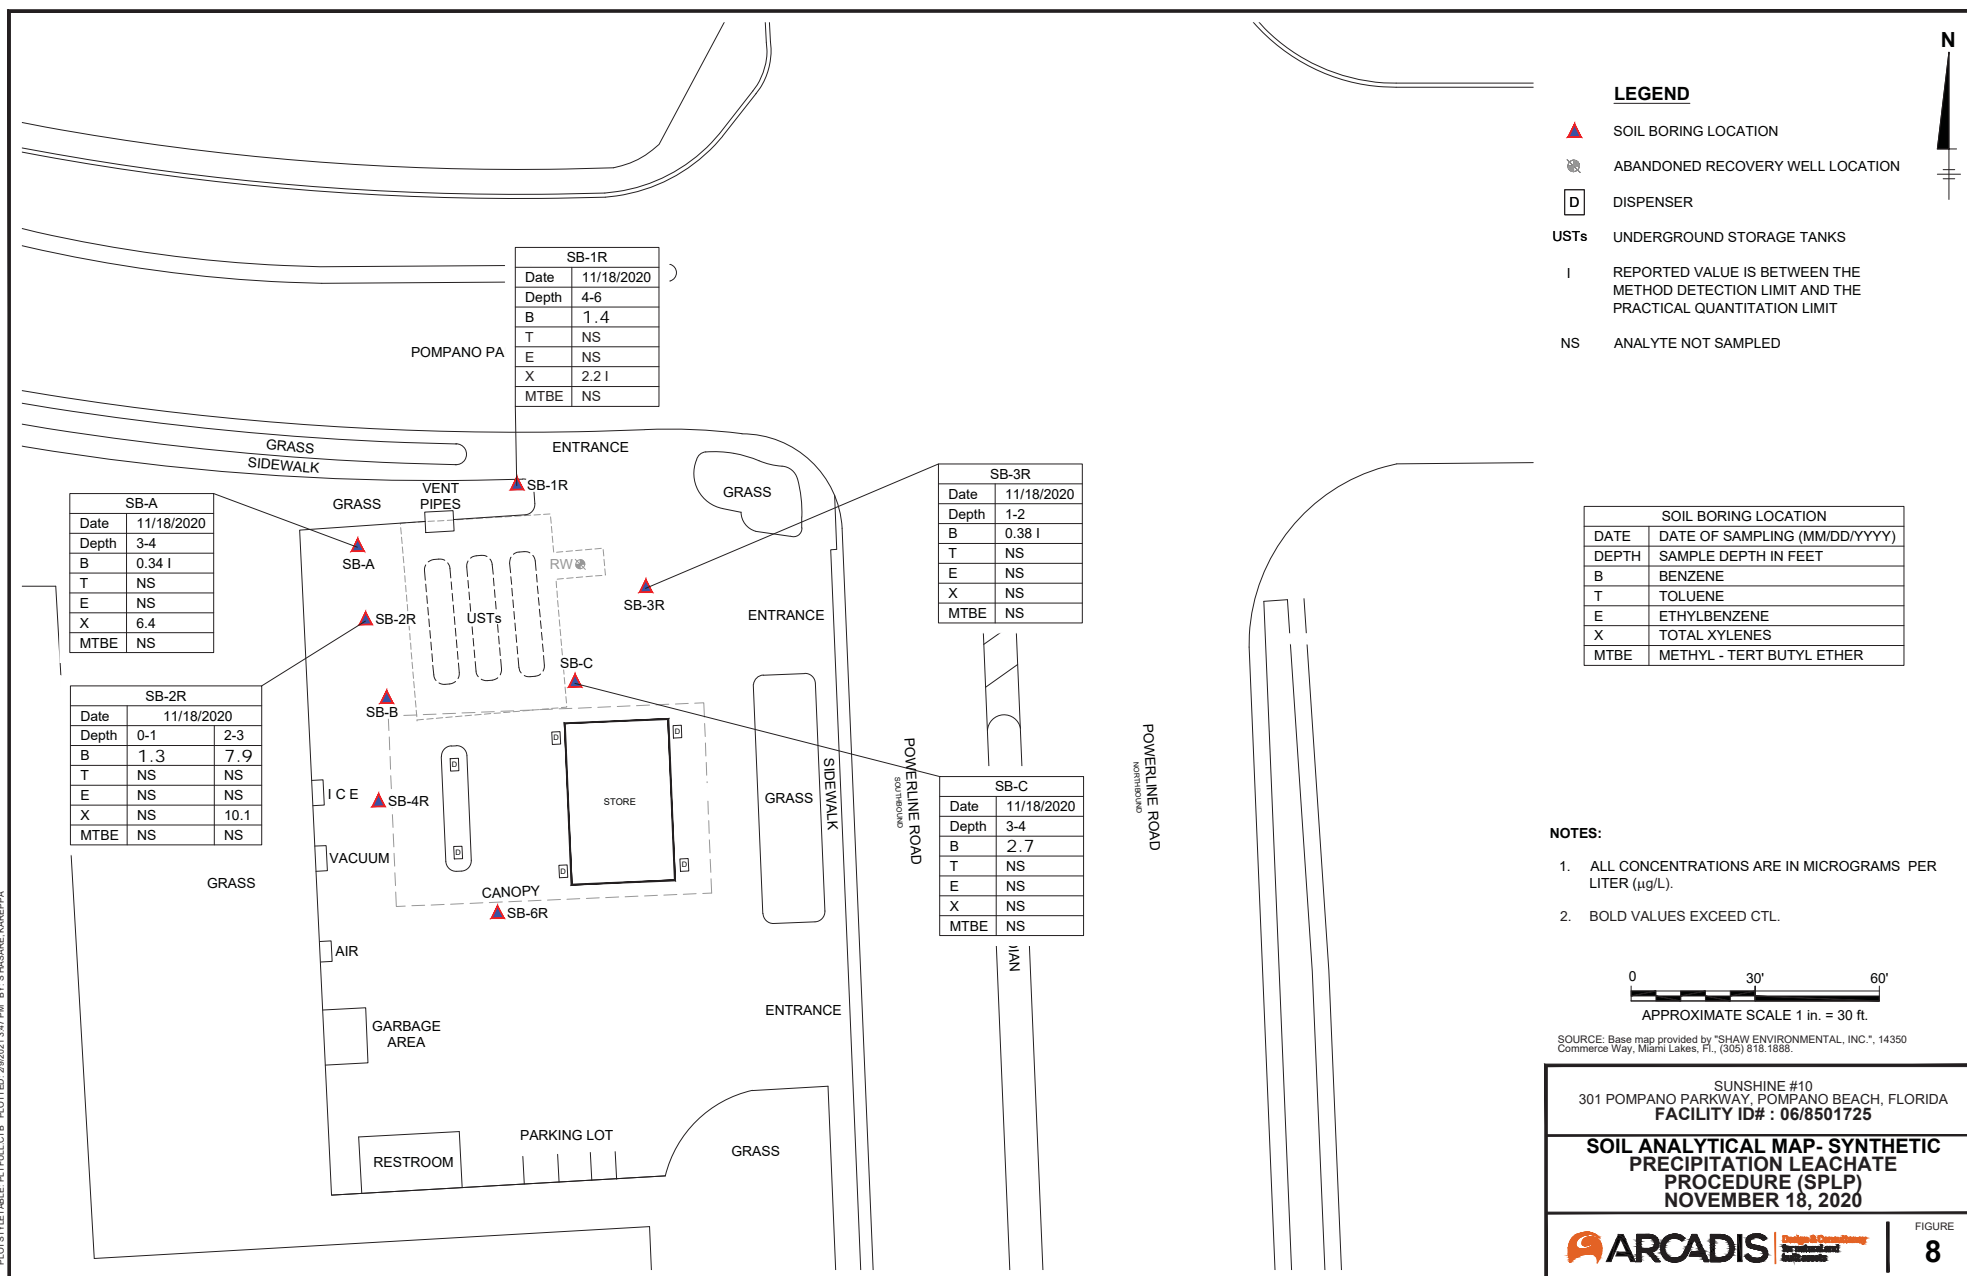 N
LEGEND
SOIL BORING LOCATION
ABANDONED RECOVERY WELL LOCATION
D DISPENSER
USTs UNDERGROUND STORAGE TANKS
I REPORTED VALUE IS BETWEEN THE
METHOD DETECTION LIMIT AND THE
PRACTICAL QUANTITATION LIMIT
NS ANALYTE NOT SAMPLED
SB-1R
Date 11/18/2020
Depth 4-6
B 1.4
T NS
E NS
X 2.2 I
MTBE NS
POMPANO PA
GRASS
SIDEWALK
ENTRANCE
VENT
PIPES
GRASS
SB-1R
GRASS
SB-A
Date 11/18/2020
Depth 3-4
B 0.34 I
T NS
E NS
X 6.4
MTBE NS
SB-3R
Date 11/18/2020
Depth 1-2
B 0.38 I
T NS
E NS
X NS
MTBE NS
SOIL BORING LOCATION
DATE DATE OF SAMPLING (MM/DD/YYYY)
DEPTH SAMPLE DEPTH IN FEET
B BENZENE
T TOLUENE
E ETHYLBENZENE
X TOTAL XYLENES
MTBE METHYL - TERT BUTYL ETHER
SB-A
RW
SB-3R
SB-2R
USTs
ENTRANCE
SB-C
SB-B
SB-2R
Date 11/18/2020
Depth 0-1 2-3
B 1.3 7.9
T NS NS
E NS NS
X NS 10.1
MTBE NS NS
D
D
D
D
D
D
STORE
I C E
SB-4R
VACUUM
GRASS
CANOPY
SB-6R
GRASS
SIDEWALK
POWERLINE ROAD
SOUTHBOUND
POWERLINE ROAD
NORTHBOUND
SB-C
Date 11/18/2020
Depth 3-4
B 2.7
T NS
E NS
X NS
MTBE NS
DIAN
AIR
GARBAGE
AREA
ENTRANCE
RESTROOM
PARKING LOT
GRASS
NOTES:
1. ALL CONCENTRATIONS ARE IN MICROGRAMS PER
LITER (µg/L).
2. BOLD VALUES EXCEED CTL.
0 30' 60'
APPROXIMATE SCALE 1 in. = 30 ft.
SOURCE: Base map provided by "SHAW ENVIRONMENTAL, INC.", 14350
Commerce Way, Miami Lakes, Fl., (305) 818.1888.
SUNSHINE #10
301 POMPANO PARKWAY, POMPANO BEACH, FLORIDA
FACILITY ID# : 06/8501725
SOIL ANALYTICAL MAP- SYNTHETIC
PRECIPITATION LEACHATE
PROCEDURE (SPLP)
NOVEMBER 18, 2020
ARCADIS
Design & Consultancy
for natural and
built assets
FIGURE
8